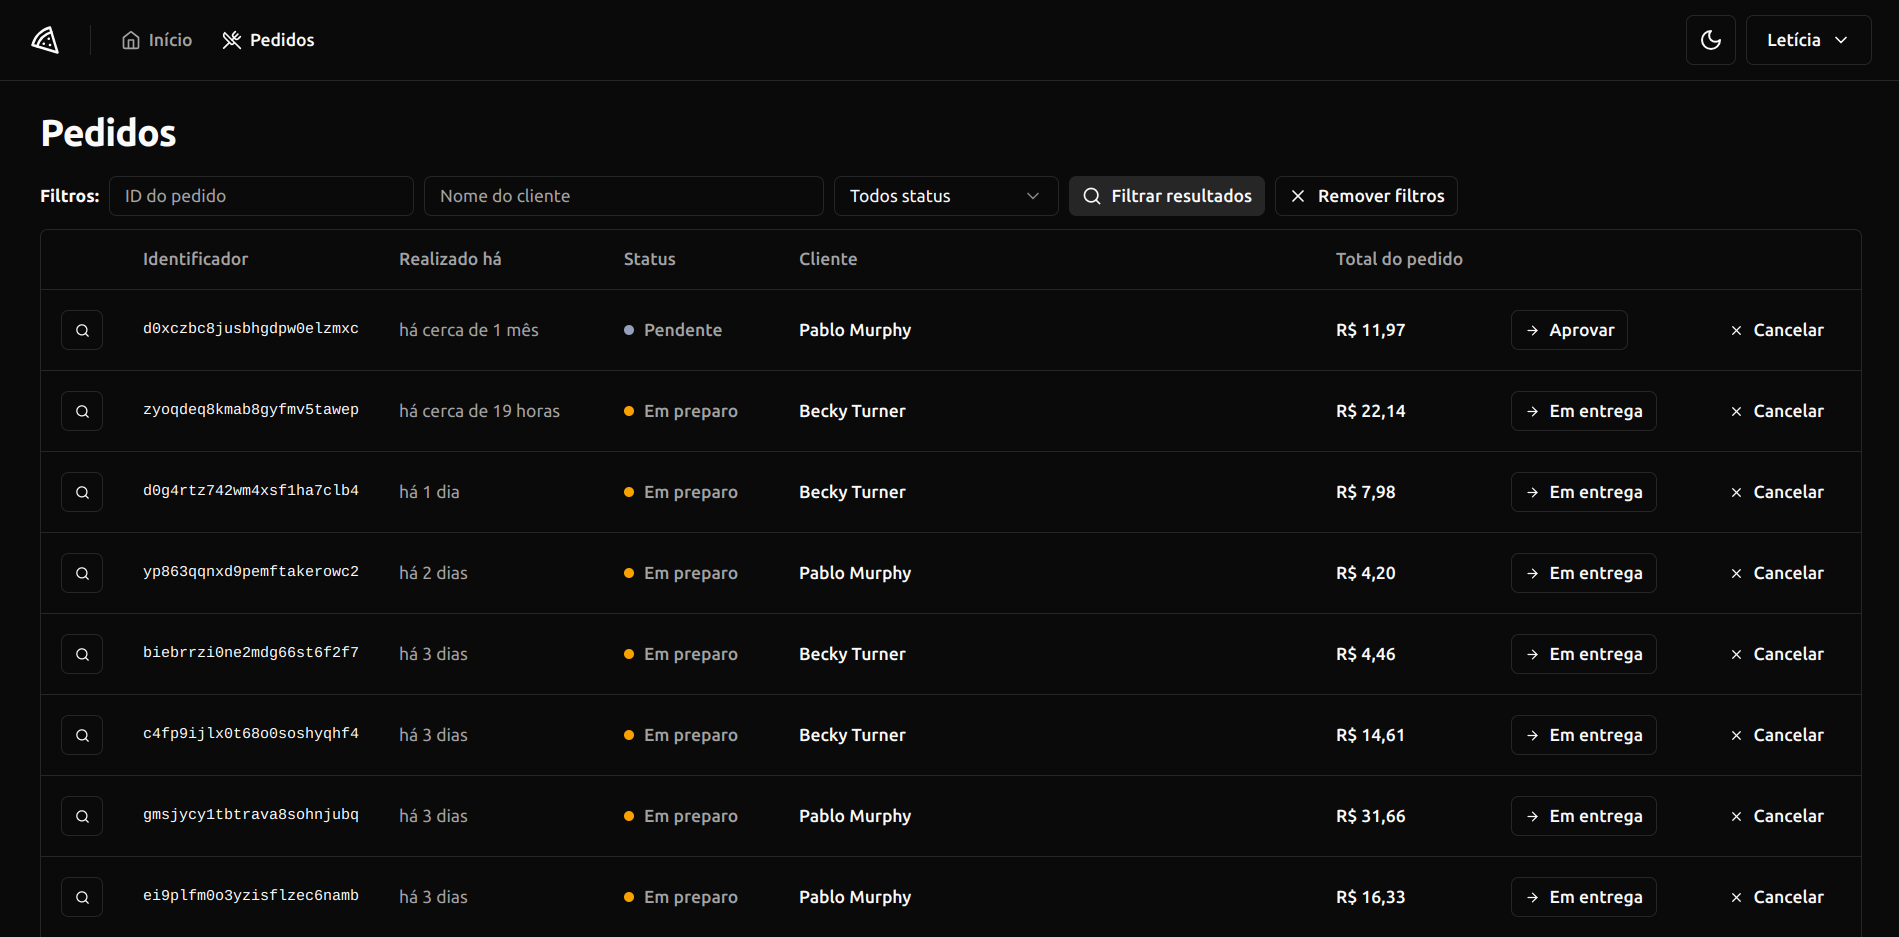 Início Pedidos Letícia
Pedidos
Filtros: ID do pedido Nome do cliente Todos status Filtrar resultados Remover filtros
Identificador Realizado há Status Cliente Total do pedido
d0xczbc8jusbhgdpw0elzmxc há cerca de 1 mês Pendente Pablo Murphy R$ 11,97 Aprovar Cancelar
zyoqdeq8kmab8gyfmv5tawep há cerca de 19 horas Em preparo Becky Turner R$ 22,14 Em entrega Cancelar
d0g4rtz742wm4xsf1ha7clb4 há 1 dia Em preparo Becky Turner R$ 7,98 Em entrega Cancelar
yp863qqnxd9pemftakerowc2 há 2 dias Em preparo Pablo Murphy R$ 4,20 Em entrega Cancelar
biebrrzi0ne2mdg66st6f2f7 há 3 dias Em preparo Becky Turner R$ 4,46 Em entrega Cancelar
c4fp9ijlx0t68o0soshyqhf4 há 3 dias Em preparo Becky Turner R$ 14,61 Em entrega Cancelar
gmsjycy1tbtrava8sohnjubq há 3 dias Em preparo Pablo Murphy R$ 31,66 Em entrega Cancelar
ei9plfm0o3yzisflzec6namb há 3 dias Em preparo Pablo Murphy R$ 16,33 Em entrega Cancelar